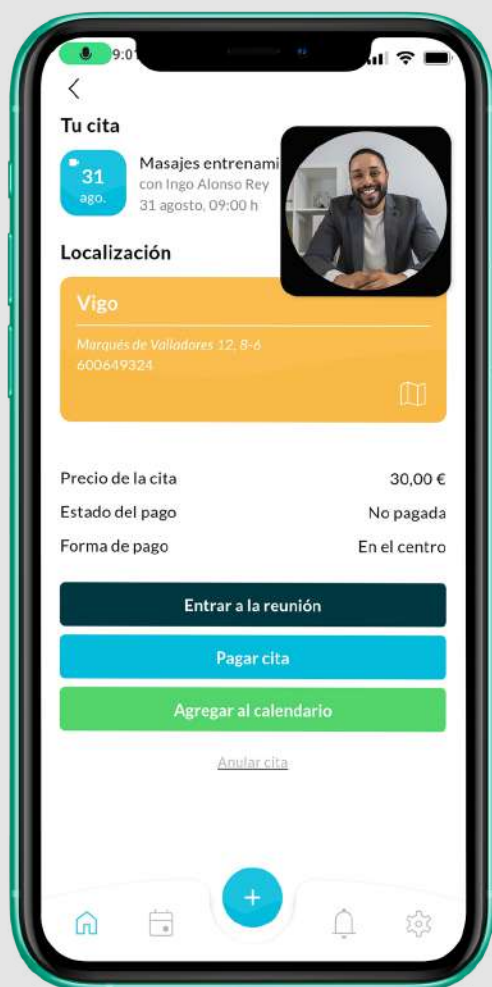 9:01
Tu cita
31
ago.
Masajes entrenami
con Ingo Alonso Rey
31 agosto, 09:00 h
Localización
Vigo
Marqués de Valladores 12, 8-6
600649324
Precio de la cita 30,00 €
Estado del pago No pagada
Forma de pago En el centro
Entrar a la reunión
Pagar cita
Agregar al calendario
Anular cita